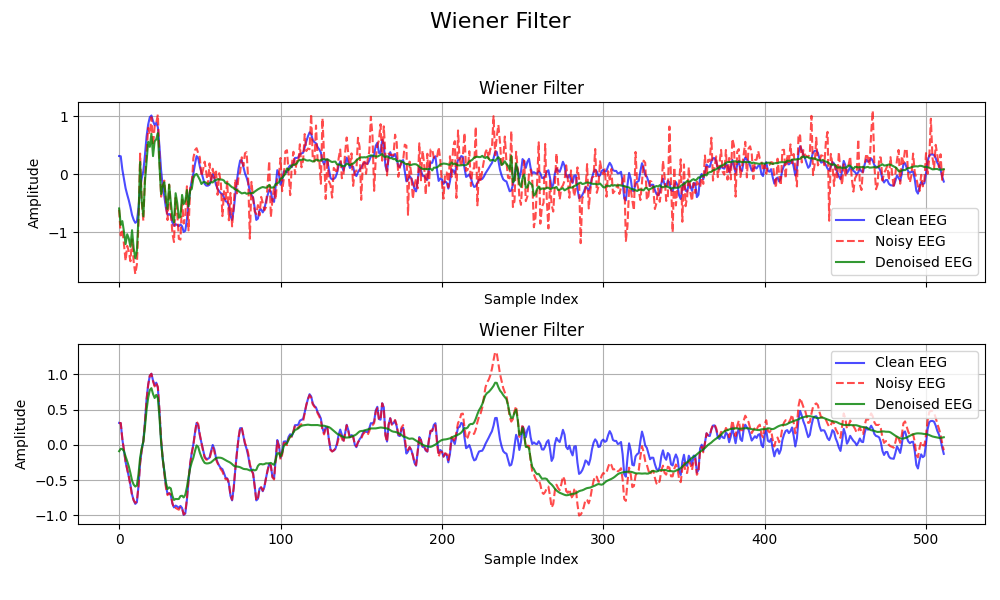 Wiener Filter
Wiener Filter
1
0
−1
Amplitude
Clean EEG
Noisy EEG
Denoised EEG
Sample Index
Wiener Filter
1.0
0.5
0.0
−0.5
−1.0
Amplitude
Clean EEG
Noisy EEG
Denoised EEG
0 100 200 300 400 500
Sample Index